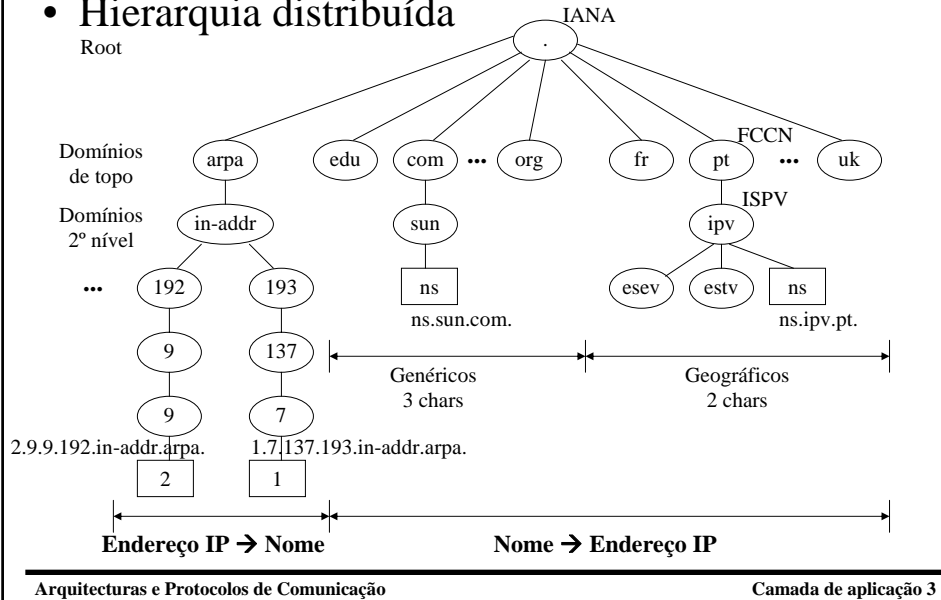 • Hierarquia distribuída
IANA
Root
.
Domínios
de topo
arpa
edu
com
...
org
fr
FCCN
pt
...
uk
Domínios
2º nível
in-addr
sun
ISPV
ipv
...
192
193
ns
esev
estv
ns
ns.sun.com.
ns.ipv.pt.
9
137
Genéricos
3 chars
Geográficos
2 chars
9
7
2.9.9.192.in-addr.arpa.
1.7.137.193.in-addr.arpa.
2
1
Endereço IP → Nome
Nome → Endereço IP
Arquitecturas e Protocolos de Comunicação
Camada de aplicação 3